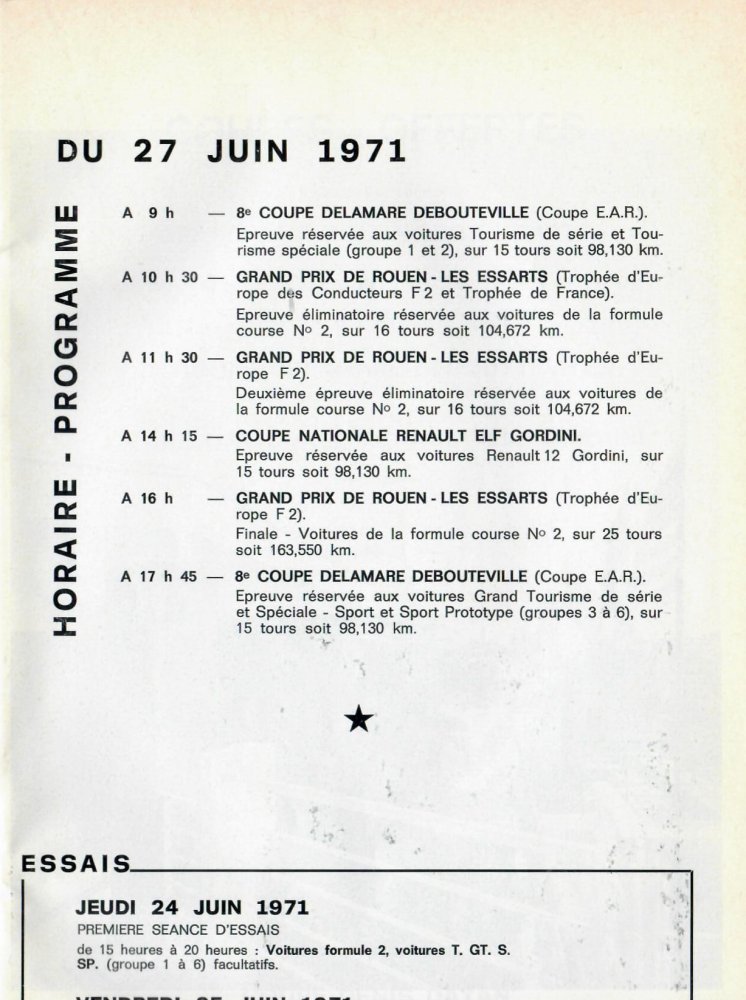 DU 27 JUIN 1971
HORAIRE - PROGRAMME
A 9 h — 8e COUPE DELAMARE DEBOUTEVILLE (Coupe E.A.R.).
Epreuve réservée aux voitures Tourisme de série et Tou-
risme spéciale (groupe 1 et 2), sur 15 tours soit 98,130 km.
A 10 h 30 — GRAND PRIX DE ROUEN - LES ESSARTS (Trophée d'Eu-
rope des Conducteurs F 2 et Trophée de France).
Epreuve éliminatoire réservée aux voitures de la formule
course No 2, sur 16 tours soit 104,672 km.
A 11 h 30 — GRAND PRIX DE ROUEN - LES ESSARTS (Trophée d'Eu-
rope F 2).
Deuxième épreuve éliminatoire réservée aux voitures de
la formule course No 2, sur 16 tours soit 104,672 km.
A 14 h 15 — COUPE NATIONALE RENAULT ELF GORDINI.
Epreuve réservée aux voitures Renault 12 Gordini, sur
15 tours soit 98,130 km.
A 16 h — GRAND PRIX DE ROUEN - LES ESSARTS (Trophée d'Eu-
rope F 2).
Finale - Voitures de la formule course No 2, sur 25 tours
soit 163,550 km.
A 17 h 45 — 8e COUPE DELAMARE DEBOUTEVILLE (Coupe E.A.R.).
Epreuve réservée aux voitures Grand Tourisme de série
et Spéciale - Sport et Sport Prototype (groupes 3 à 6), sur
15 tours soit 98,130 km.
ESSAIS
JEUDI 24 JUIN 1971
PREMIERE SEANCE D'ESSAIS
de 15 heures à 20 heures : Voitures formule 2, voitures T. GT. S.
SP. (groupe 1 à 6) facultatifs.
VENDREDI 25 JUIN 1971